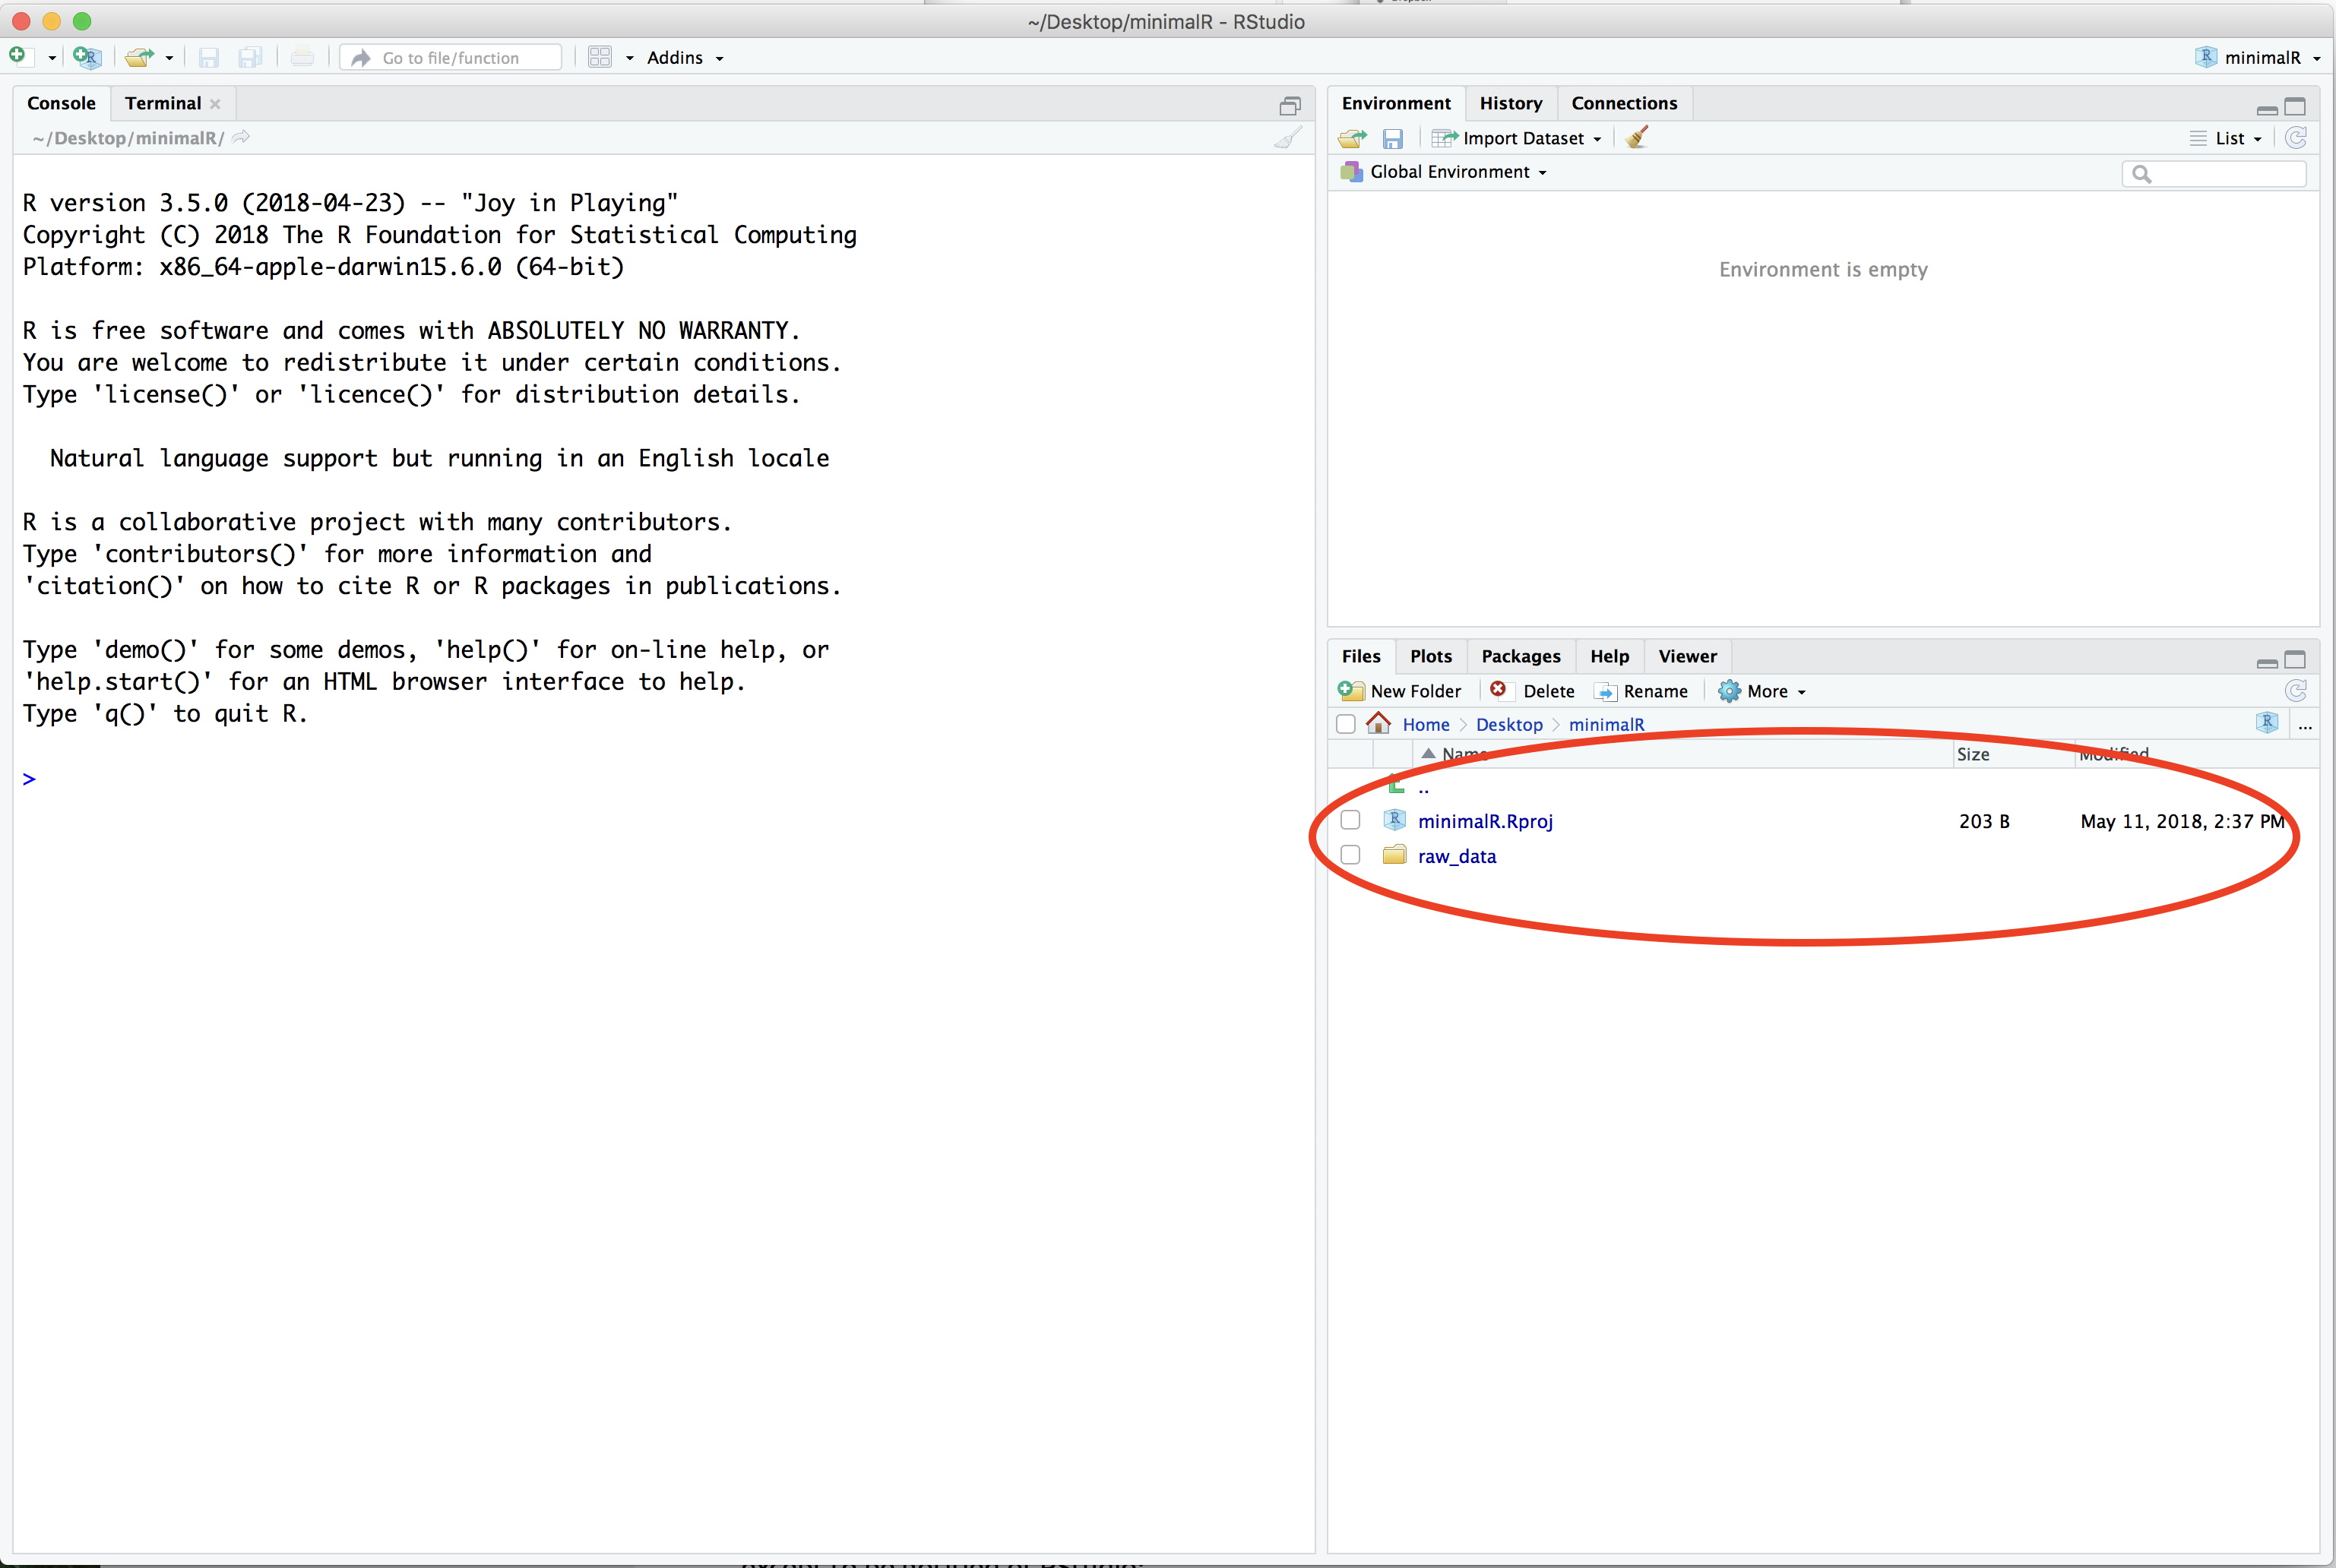 ~/Desktop/minimalR - RStudio
Go to file/function
Addins
minimalR
Console Terminal
~/Desktop/minimalR/
R version 3.5.0 (2018-04-23) -- "Joy in Playing"
Copyright (C) 2018 The R Foundation for Statistical Computing
Platform: x86_64-apple-darwin15.6.0 (64-bit)
R is free software and comes with ABSOLUTELY NO WARRANTY.
You are welcome to redistribute it under certain conditions.
Type 'license()' or 'licence()' for distribution details.
Natural language support but running in an English locale
R is a collaborative project with many contributors.
Type 'contributors()' for more information and
'citation()' on how to cite R or R packages in publications.
Type 'demo()' for some demos, 'help()' for on-line help, or
'help.start()' for an HTML browser interface to help.
Type 'q()' to quit R.
>
Environment History Connections
Import Dataset List
Global Environment
Environment is empty
Files Plots Packages Help Viewer
New Folder Delete Rename More
Home Desktop minimalR ...
Name Size Modified
..
minimalR.Rproj 203 B May 11, 2018, 2:37 PM
raw_data